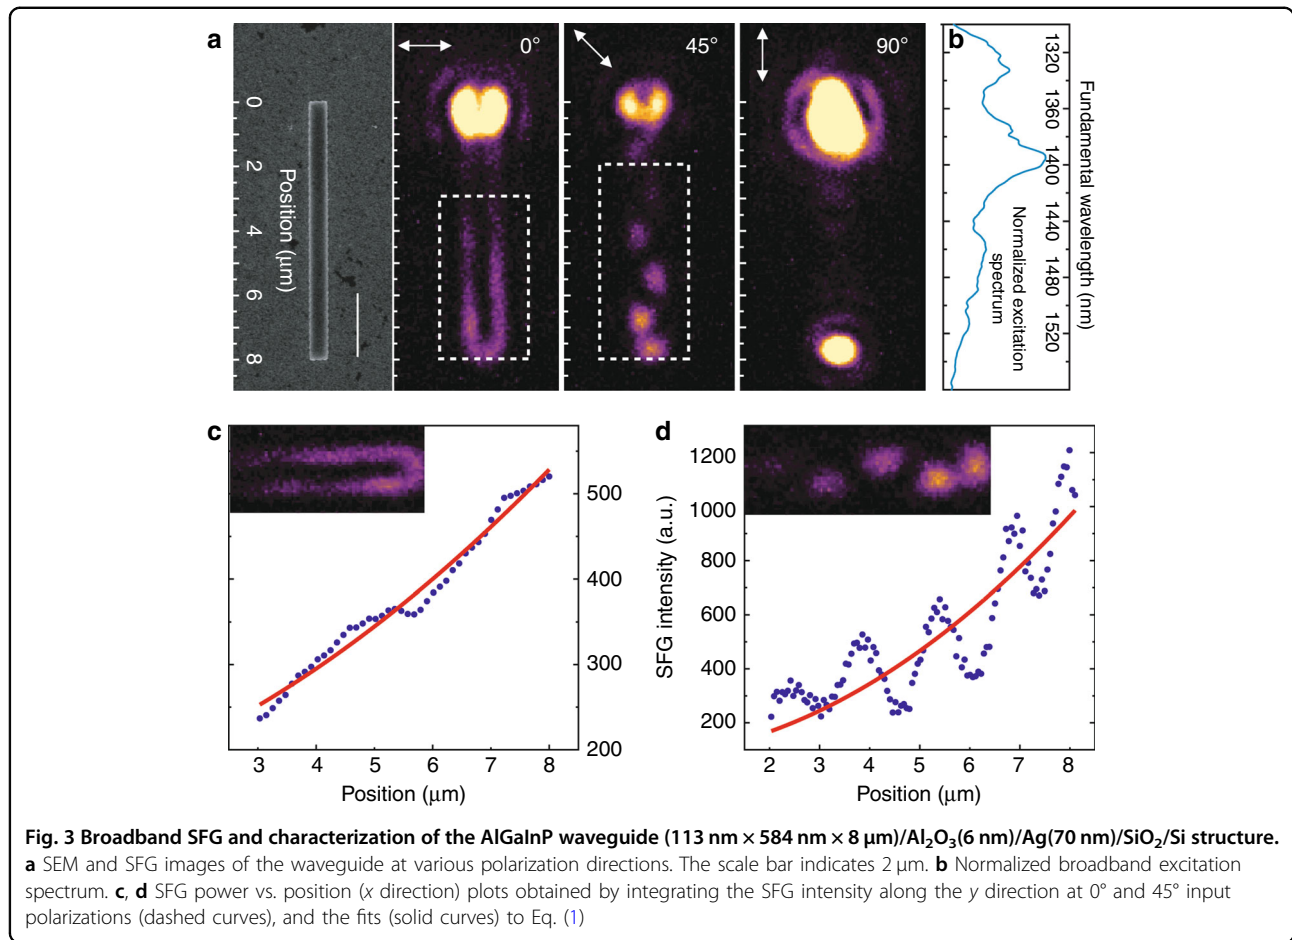 a
0°
45°
90°
b
0
2
4
6
8
Position (μm)
1320
1360
1400
1440
1480
1520
Fundamental wavelength (nm)
Normalized excitation
spectrum
c
500
400
300
200
3 4 5 6 7 8
Position (μm)
d
SFG intensity (a.u.)
1200
1000
800
600
400
200
2 3 4 5 6 7 8
Position (μm)
Fig. 3 Broadband SFG and characterization of the AlGaInP waveguide (113 nm × 584 nm × 8 μm)/Al₂O₃(6 nm)/Ag(70 nm)/SiO₂/Si structure.
a SEM and SFG images of the waveguide at various polarization directions. The scale bar indicates 2 μm. b Normalized broadband excitation
spectrum. c, d SFG power vs. position (x direction) plots obtained by integrating the SFG intensity along the y direction at 0° and 45° input
polarizations (dashed curves), and the fits (solid curves) to Eq. (1)